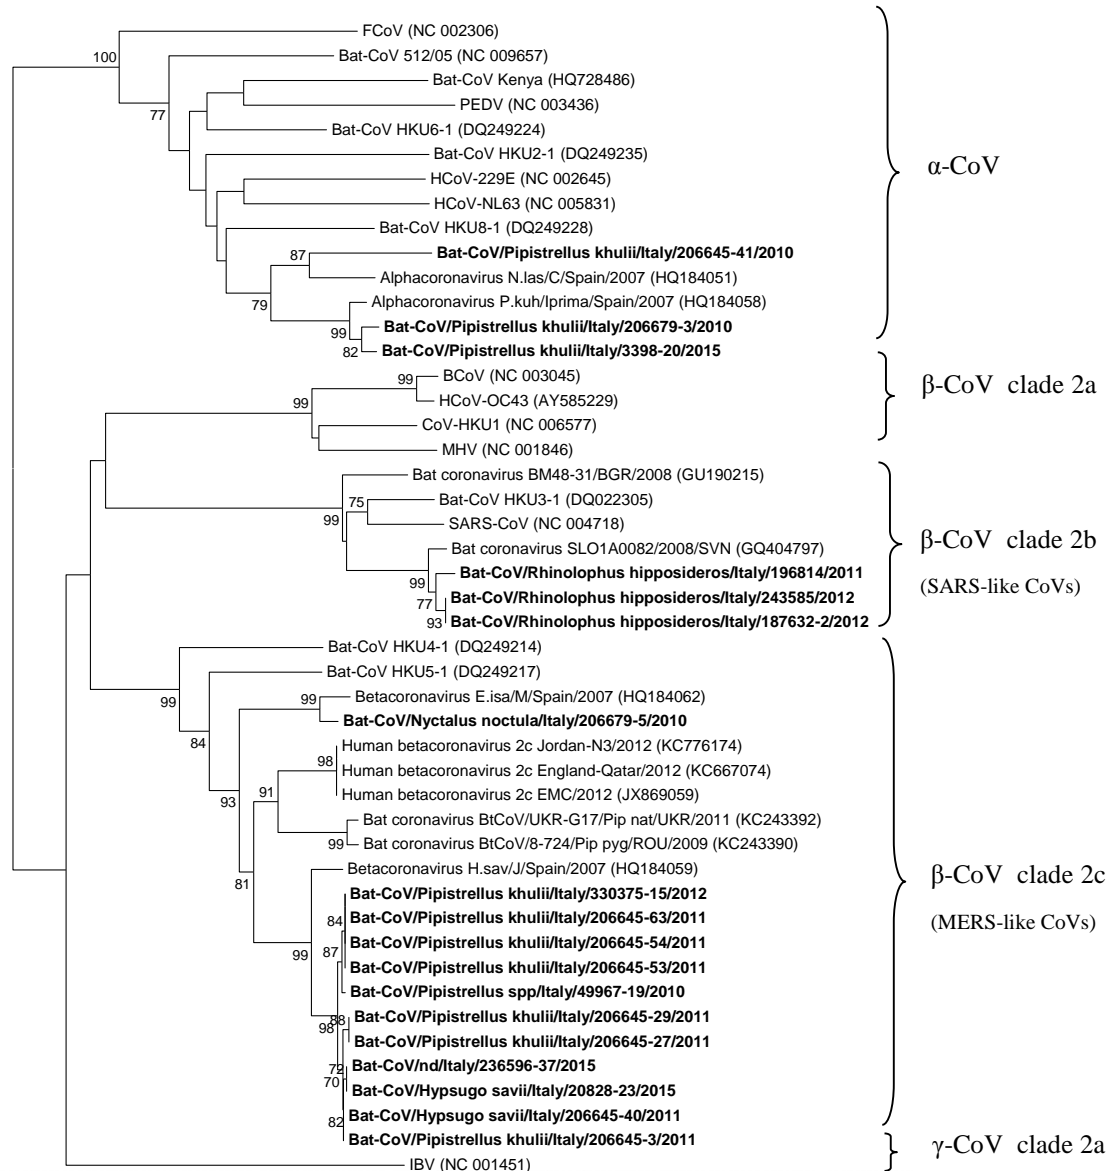 FCoV (NC 002306)
100
Bat-CoV 512/05 (NC 009657)
Bat-CoV Kenya (HQ728486)
PEDV (NC 003436)
77
Bat-CoV HKU6-1 (DQ249224)
Bat-CoV HKU2-1 (DQ249235)
α-CoV
HCoV-229E (NC 002645)
HCoV-NL63 (NC 005831)
Bat-CoV HKU8-1 (DQ249228)
87
Bat-CoV/Pipistrellus khulii/Italy/206645-41/2010
Alphacoronavirus N.las/C/Spain/2007 (HQ184051)
79
Alphacoronavirus P.kuh/Iprima/Spain/2007 (HQ184058)
Bat-CoV/Pipistrellus khulii/Italy/206679-3/2010
99
82
Bat-CoV/Pipistrellus khulii/Italy/3398-20/2015
BCoV (NC 003045)
99
β-CoV clade 2a
HCoV-OC43 (AY585229)
99
CoV-HKU1 (NC 006577)
MHV (NC 001846)
Bat coronavirus BM48-31/BGR/2008 (GU190215)
75
Bat-CoV HKU3-1 (DQ022305)
99
SARS-CoV (NC 004718)
β-CoV clade 2b
Bat coronavirus SLO1A0082/2008/SVN (GQ404797)
Bat-CoV/Rhinolophus hipposideros/Italy/196814/2011
99
(SARS-like CoVs)
Bat-CoV/Rhinolophus hipposideros/Italy/243585/2012
77
93
Bat-CoV/Rhinolophus hipposideros/Italy/187632-2/2012
Bat-CoV HKU4-1 (DQ249214)
Bat-CoV HKU5-1 (DQ249217)
99
Betacoronavirus E.isa/M/Spain/2007 (HQ184062)
99
Bat-CoV/Nyctalus noctula/Italy/206679-5/2010
84
Human betacoronavirus 2c Jordan-N3/2012 (KC776174)
98
Human betacoronavirus 2c England-Qatar/2012 (KC667074)
91
Human betacoronavirus 2c EMC/2012 (JX869059)
93
Bat coronavirus BtCoV/UKR-G17/Pip nat/UKR/2011 (KC243392)
99
Bat coronavirus BtCoV/8-724/Pip pyg/ROU/2009 (KC243390)
Betacoronavirus H.sav/J/Spain/2007 (HQ184059)
81
β-CoV clade 2c
Bat-CoV/Pipistrellus khulii/Italy/330375-15/2012
84
Bat-CoV/Pipistrellus khulii/Italy/206645-63/2011
(MERS-like CoVs)
Bat-CoV/Pipistrellus khulii/Italy/206645-54/2011
87
99
Bat-CoV/Pipistrellus khulii/Italy/206645-53/2011
Bat-CoV/Pipistrellus spp/Italy/49967-19/2010
Bat-CoV/Pipistrellus khulii/Italy/206645-29/2011
88
98
Bat-CoV/Pipistrellus khulii/Italy/206645-27/2011
Bat-CoV/nd/Italy/236596-37/2015
72
70
Bat-CoV/Hypsugo savii/Italy/20828-23/2015
Bat-CoV/Hypsugo savii/Italy/206645-40/2011
82
Bat-CoV/Pipistrellus khulii/Italy/206645-3/2011
γ-CoV clade 2a
IBV (NC 001451)